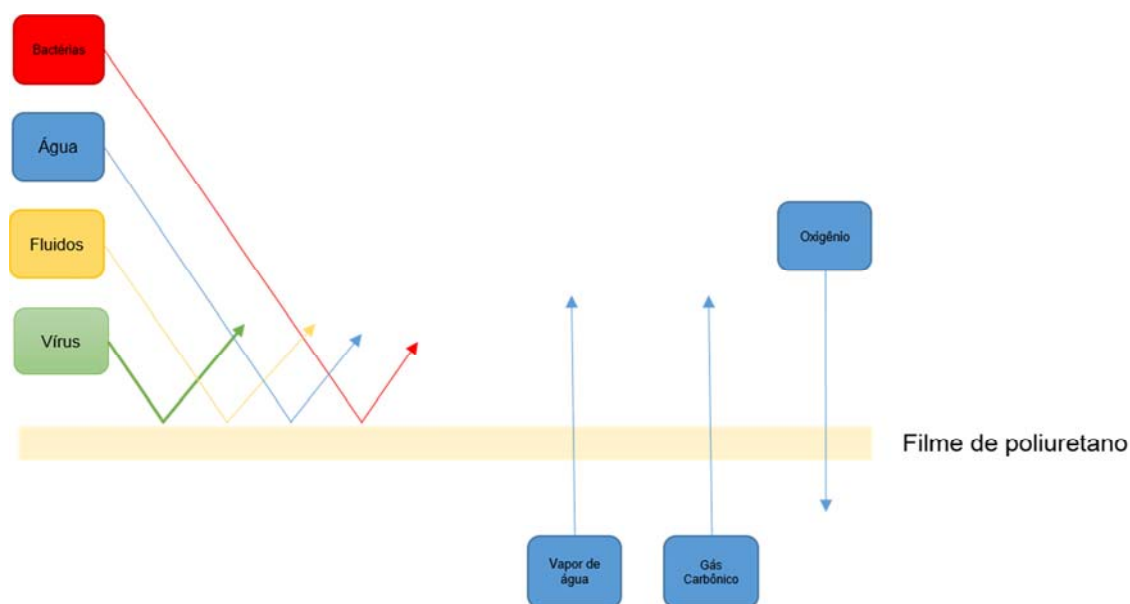 Bactérias
Água
Fluidos
Vírus
Oxigênio
Filme de poliuretano
Vapor de
água
Gás
Carbônico